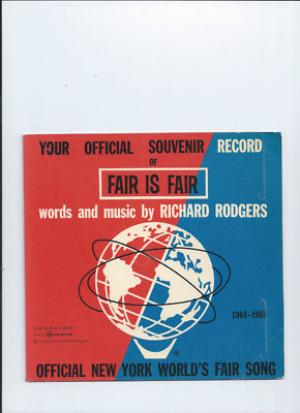 YOUR OFFICIAL SOUVENIR RECORD
OF
FAIR IS FAIR
words and music by RICHARD RODGERS
1964-1965
OFFICIAL NEW YORK WORLD'S FAIR SONG